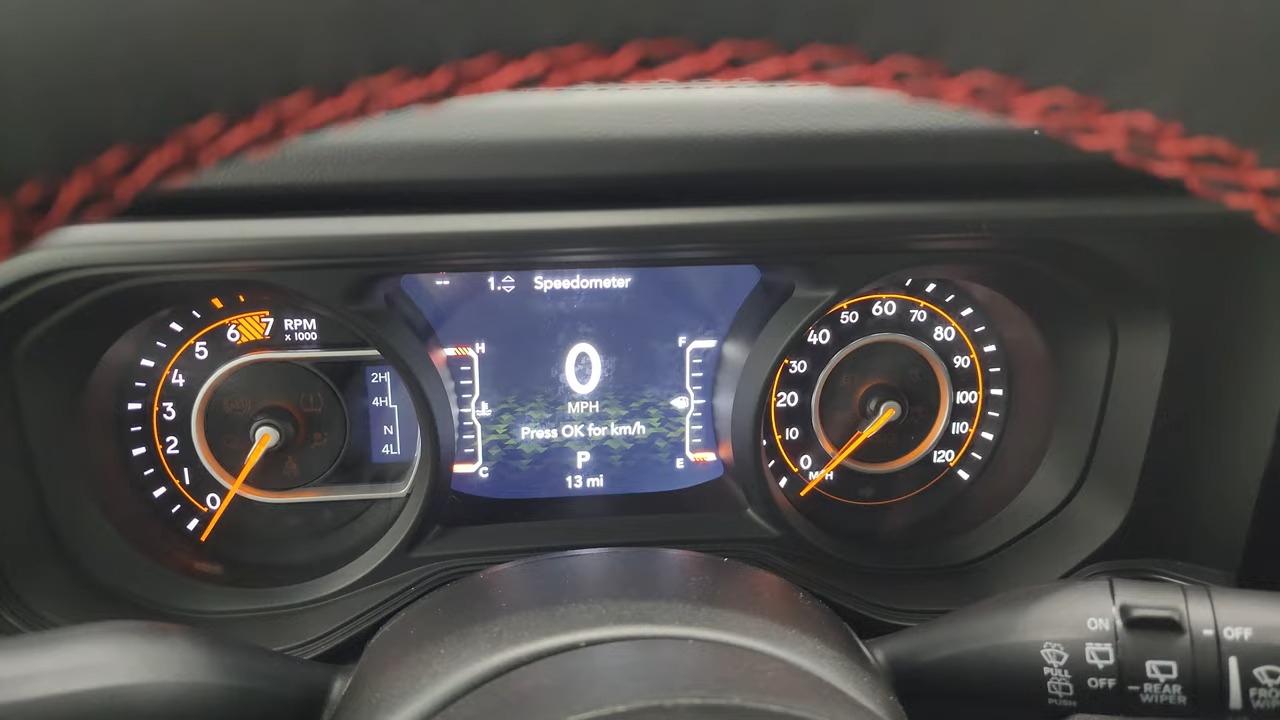 -- 1. Speedometer
0
MPH
Press OK for km/h
P
13 mi
H
C
F
E
RPM
x 1000
0
1
2
3
4
5
6
7
2H
4H
N
4L
0
10
20
30
40
50
60
70
80
90
100
110
120
MPH
ON
OFF
PULL
PUSH
REAR
WIPER
OFF